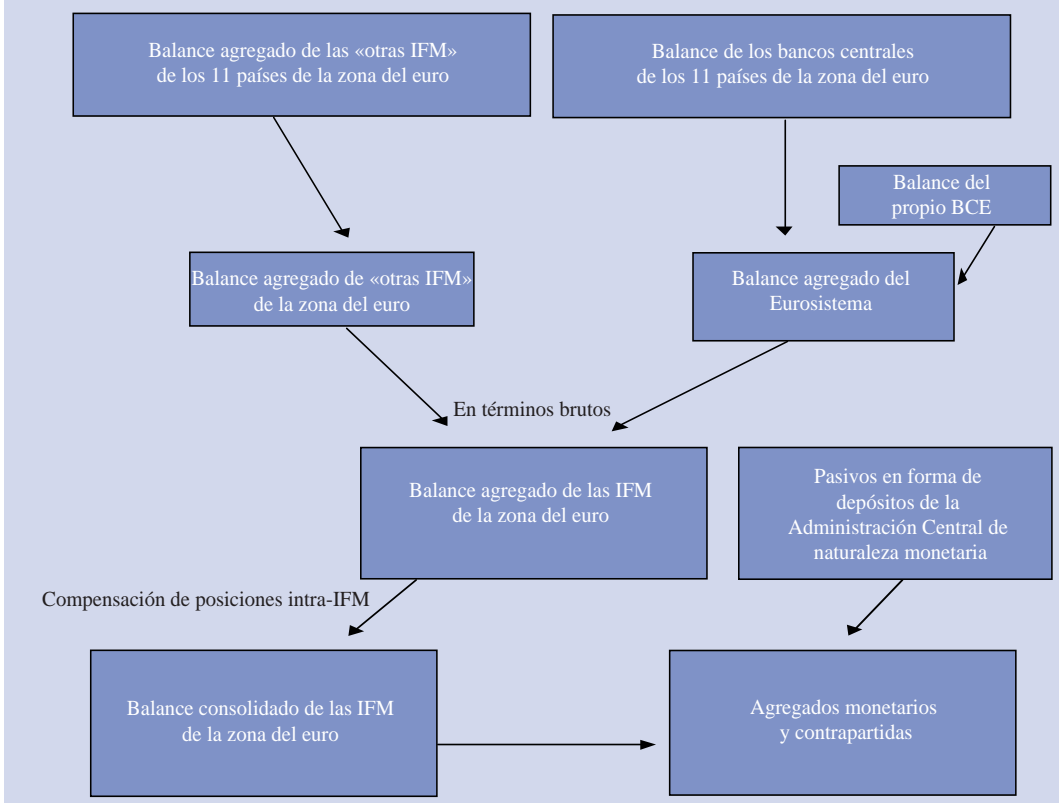 Balance agregado de las «otras IFM»
de los 11 países de la zona del euro
Balance de los bancos centrales
de los 11 países de la zona del euro
Balance del
propio BCE
Balance agregado de «otras IFM»
de la zona del euro
Balance agregado del
Eurosistema
En términos brutos
Balance agregado de las IFM
de la zona del euro
Pasivos en forma de
depósitos de la
Administración Central de
naturaleza monetaria
Compensación de posiciones intra-IFM
Balance consolidado de las IFM
de la zona del euro
Agregados monetarios
y contrapartidas